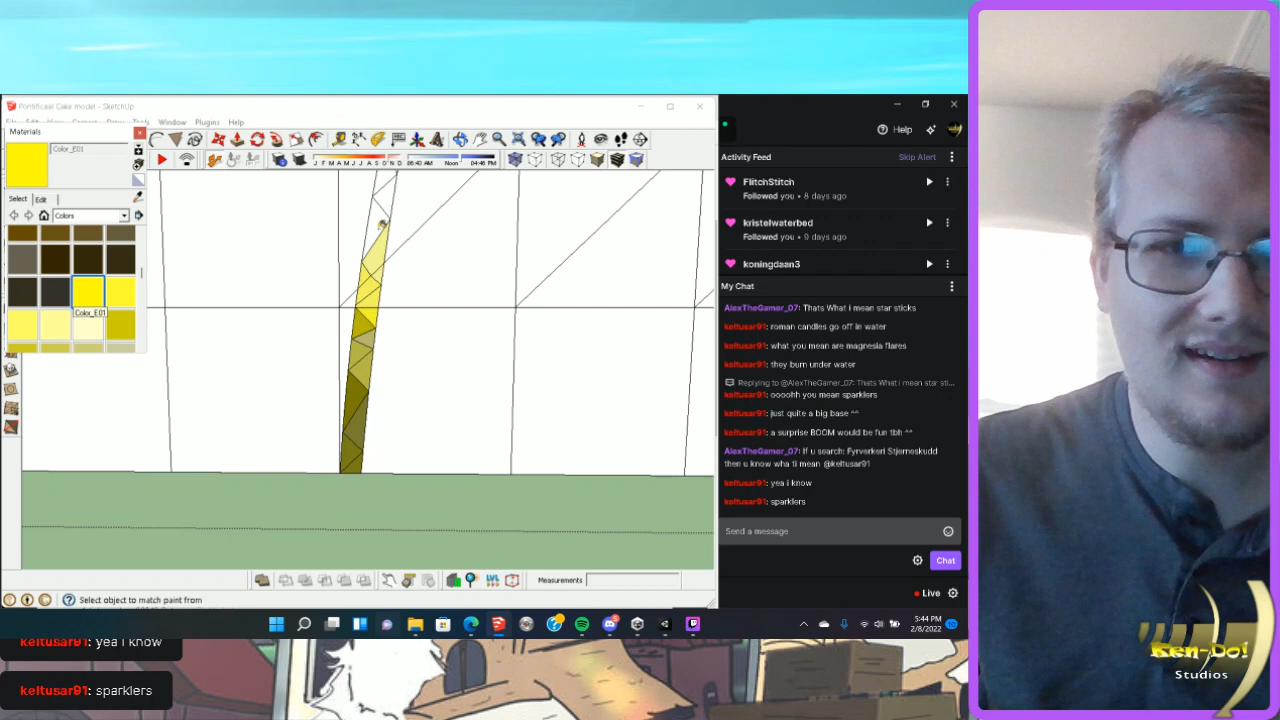 Pontificaal Cake model - SketchUp
Window Plugins Help
Materials
Color_E01
Select Edit
Colors
Color_E01
J F M A M J J A S O N D 06:43 AM Noon 04:46 PM
Measurements
Select object to match paint from
Help
Activity Feed Skip Alert
FlitchStitch
Followed you • 8 days ago
kristelwaterbed
Followed you • 9 days ago
koningdaan3
My Chat
AlexTheGamer_07: Thats What i mean star sticks
keltusar91: roman candles go off in water
keltusar91: what you mean are magnesia flares
keltusar91: they burn under water
Replying to @AlexTheGamer_07: Thats What i mean star sti...
keltusar91: oooohh you mean sparklers
keltusar91: just quite a big base ^^
keltusar91: a surprise BOOM would be fun tbh ^^
AlexTheGamer_07: If u search: Fyrverkeri Stjerneskudd
then u know wha ti mean @keltusar91
keltusar91: yea i know
keltusar91: sparklers
Send a message
Chat
Live
5:44 PM
2/8/2022
keltusar91: yea i know
keltusar91: sparklers
Ken-Do!
Studios